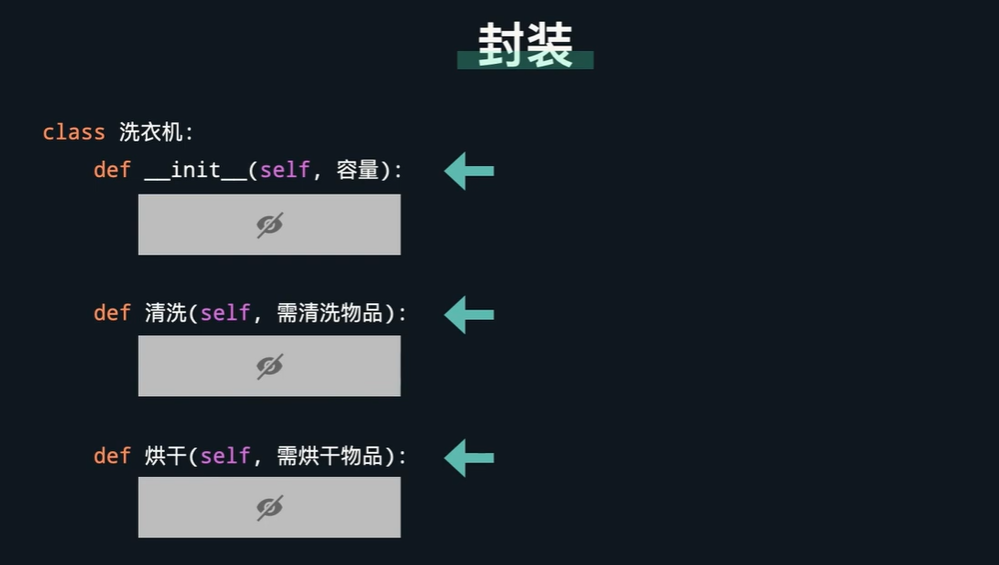 封装
class 洗衣机:
def __init__(self, 容量):
def 清洗(self, 需清洗物品):
def 烘干(self, 需烘干物品):